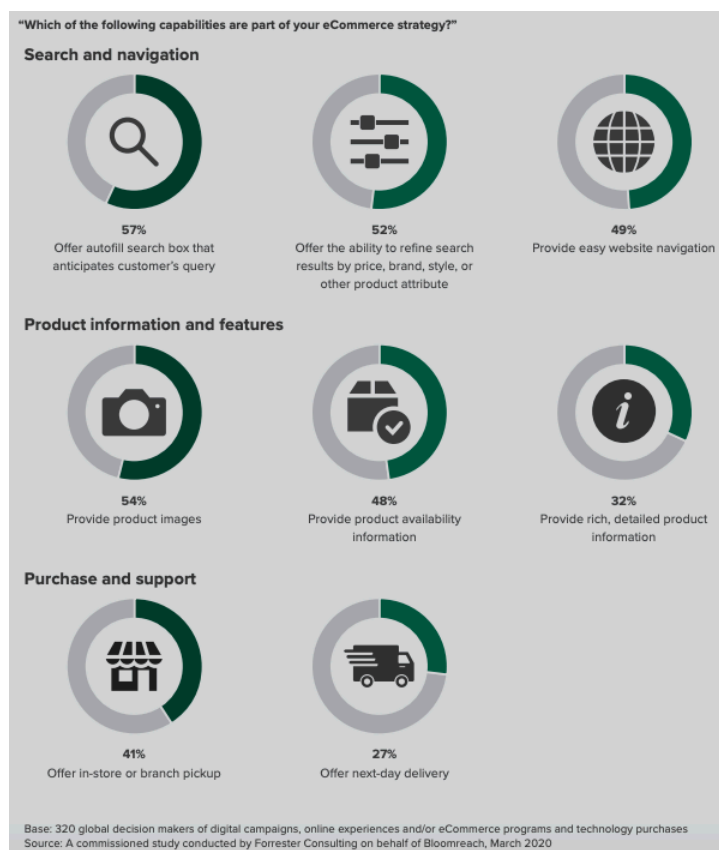 “Which of the following capabilities are part of your eCommerce strategy?”
Search and navigation
57%
Offer autofill search box that
anticipates customer’s query
52%
Offer the ability to refine search
results by price, brand, style, or
other product attribute
49%
Provide easy website navigation
Product information and features
54%
Provide product images
48%
Provide product availability
information
i
32%
Provide rich, detailed product
information
Purchase and support
41%
Offer in-store or branch pickup
27%
Offer next-day delivery
Base: 320 global decision makers of digital campaigns, online experiences and/or eCommerce programs and technology purchases
Source: A commissioned study conducted by Forrester Consulting on behalf of Bloomreach, March 2020